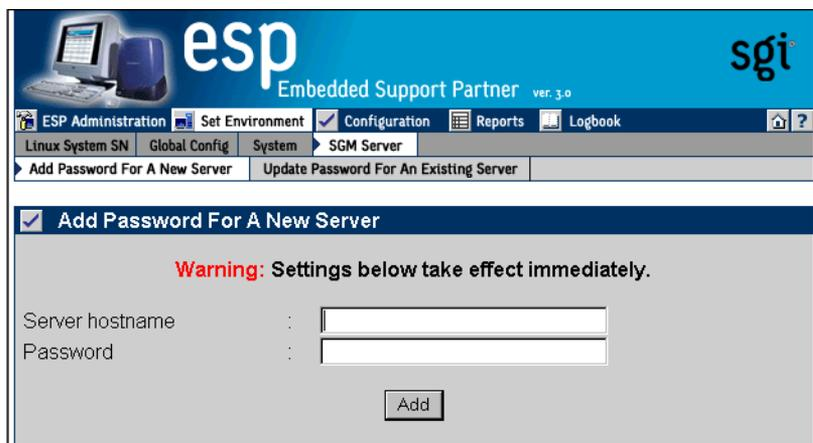 esp
Embedded Support Partner ver. 3.0
sgi
ESP Administration Set Environment Configuration Reports Logbook ?
Linux System SN Global Config System SGM Server
Add Password For A New Server Update Password For An Existing Server
Add Password For A New Server
Warning: Settings below take effect immediately.
Server hostname :
Password :
Add